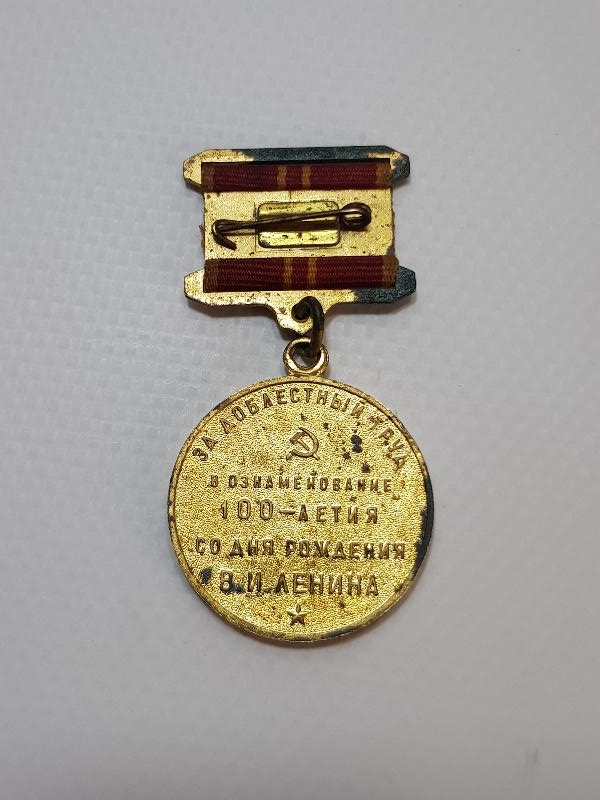 ЗА ДОБЛЕСТНЫЙ ТРУД
В ОЗНАМЕНОВАНИЕ
100-ЛЕТИЯ
СО ДНЯ РОЖДЕНИЯ
В.И.ЛЕНИНА